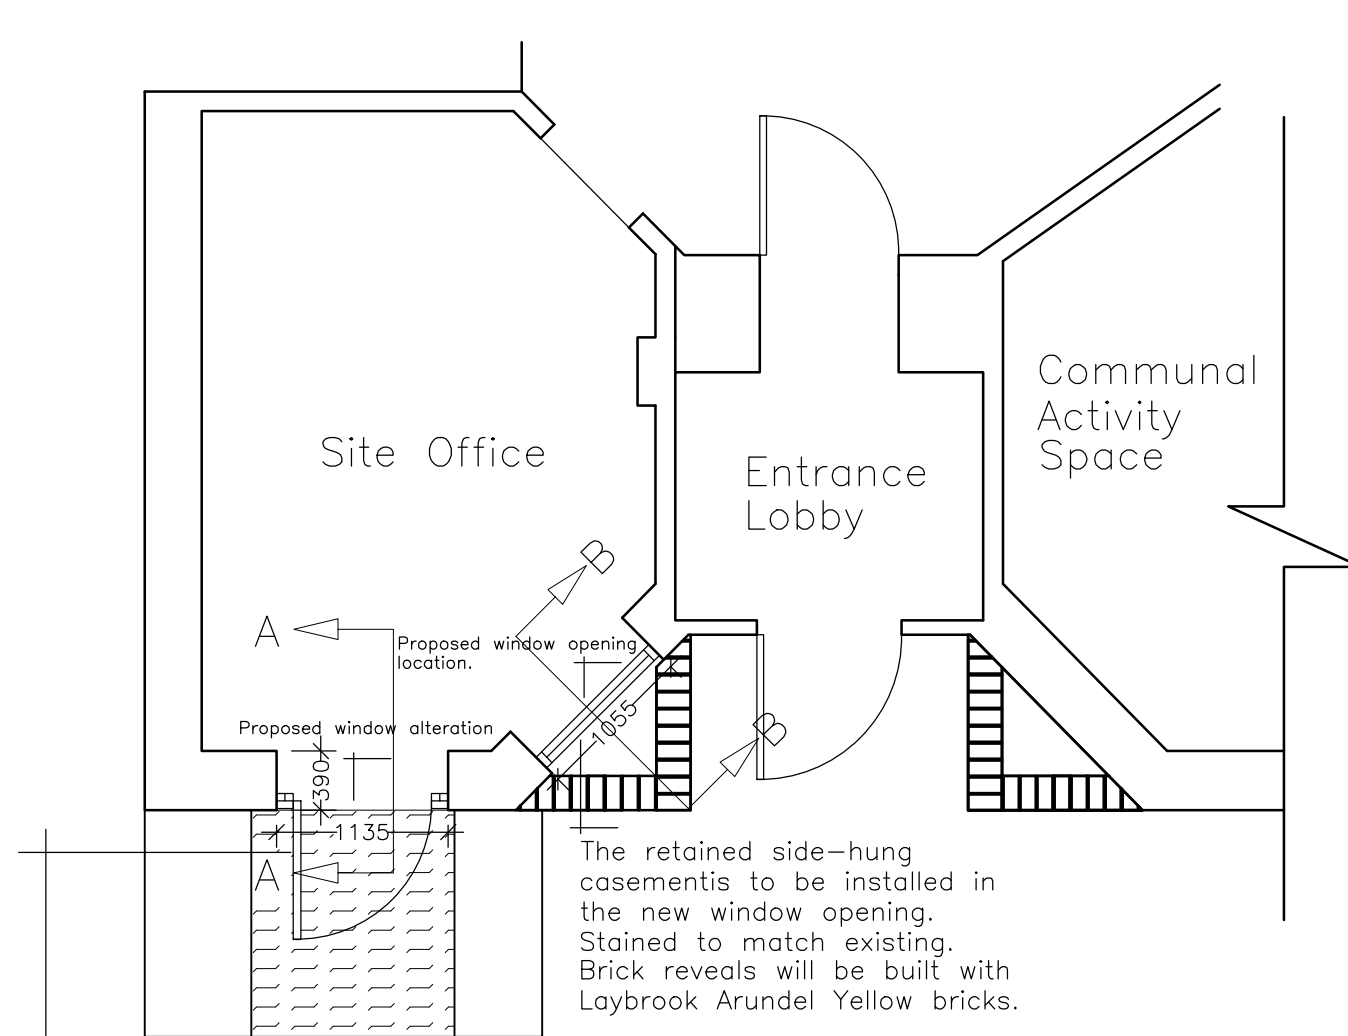 Communal
Activity
Space
Site Office
Entrance
Lobby
B
A
Proposed window opening
location.
1055
B
Proposed window alteration
390
1135
A
The retained side-hung
casementis to be installed in
the new window opening.
Stained to match existing.
Brick reveals will be built with
Laybrook Arundel Yellow bricks.